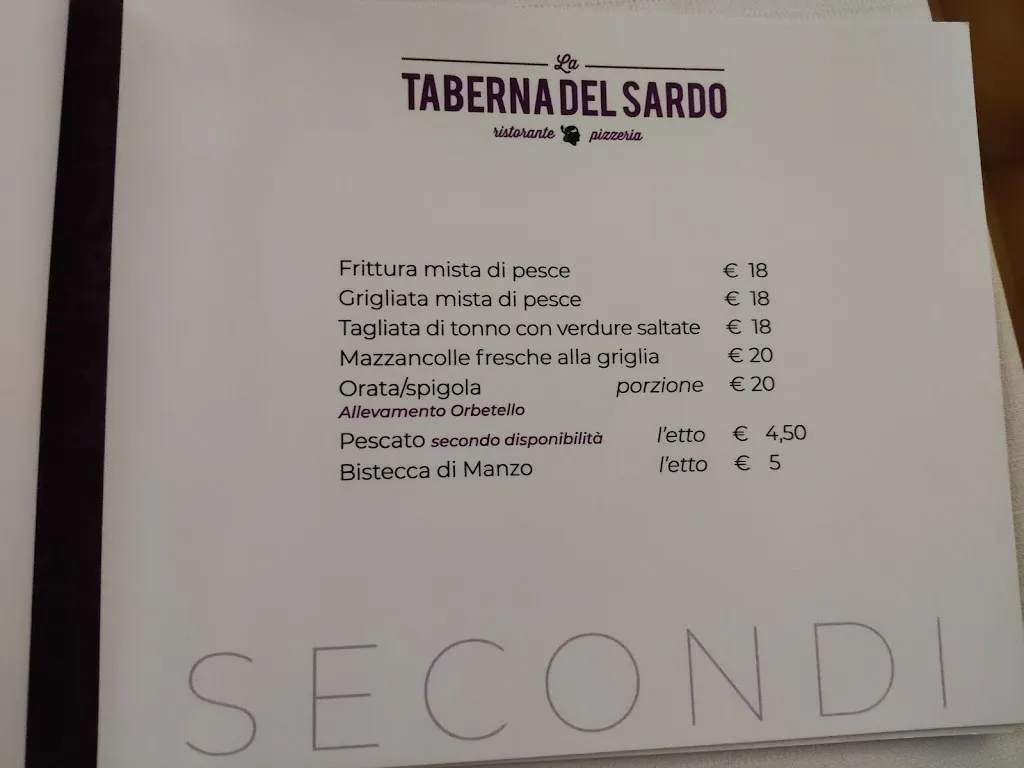 La
TABERNA DEL SARDO
ristorante pizzeria
Frittura mista di pesce € 18
Grigliata mista di pesce € 18
Tagliata di tonno con verdure saltate € 18
Mazzancolle fresche alla griglia € 20
Orata/spigola porzione € 20
Allevamento Orbetello
Pescato secondo disponibilità l'etto € 4,50
Bistecca di Manzo l'etto € 5
SECONDI